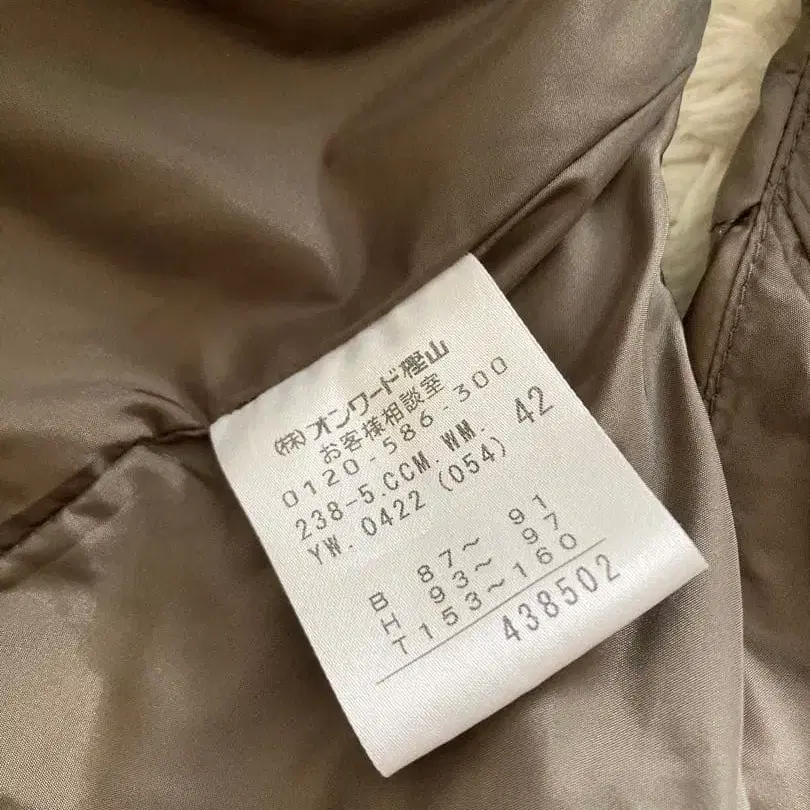 (株)オンワード樫山
お客様相談室
0120-586-300
238-5.CCM.WM. 42
YW.0422 (054)
B 87～ 91
H 93～ 97
T153～160
438502